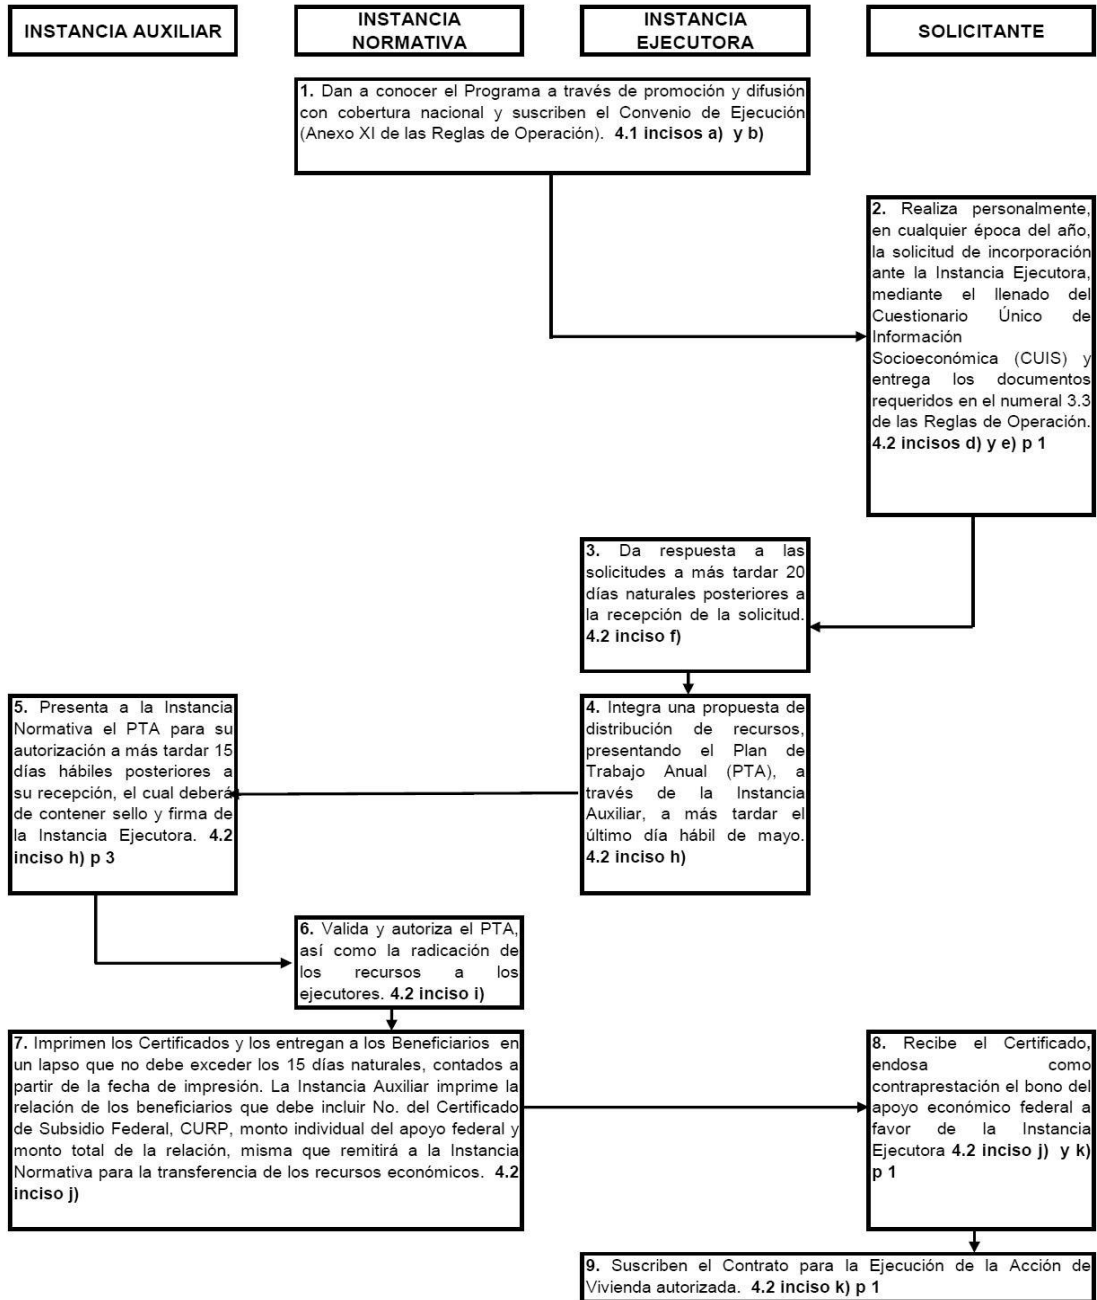 INSTANCIA AUXILIAR
INSTANCIA
NORMATIVA
INSTANCIA
EJECUTORA
SOLICITANTE
1. Dan a conocer el Programa a través de promoción y difusión
con cobertura nacional y suscriben el Convenio de Ejecución
(Anexo XI de las Reglas de Operación). 4.1 incisos a) y b)
2. Realiza personalmente,
en cualquier época del año,
la solicitud de incorporación
ante la Instancia Ejecutora,
mediante el llenado del
Cuestionario Único de
Información
Socioeconómica (CUIS) y
entrega los documentos
requeridos en el numeral 3.3
de las Reglas de Operación.
4.2 incisos d) y e) p 1
3. Da respuesta a las
solicitudes a más tardar 20
días naturales posteriores a
la recepción de la solicitud.
4.2 inciso f)
4. Integra una propuesta de
distribución de recursos,
presentando el Plan de
Trabajo Anual (PTA), a
través de la Instancia
Auxiliar, a más tardar el
último día hábil de mayo.
4.2 inciso h)
5. Presenta a la Instancia
Normativa el PTA para su
autorización a más tardar 15
días hábiles posteriores a
su recepción, el cual deberá
de contener sello y firma de
la Instancia Ejecutora. 4.2
inciso h) p 3
6. Valida y autoriza el PTA,
así como la radicación de
los recursos a los
ejecutores. 4.2 inciso i)
7. Imprimen los Certificados y los entregan a los Beneficiarios en
un lapso que no debe exceder los 15 días naturales, contados a
partir de la fecha de impresión. La Instancia Auxiliar imprime la
relación de los beneficiarios que debe incluir No. del Certificado
de Subsidio Federal, CURP, monto individual del apoyo federal y
monto total de la relación, misma que remitirá a la Instancia
Normativa para la transferencia de los recursos económicos. 4.2
inciso j)
8. Recibe el Certificado,
endosa como
contraprestación el bono del
apoyo económico federal a
favor de la Instancia
Ejecutora 4.2 inciso j) y k)
p 1
9. Suscriben el Contrato para la Ejecución de la Acción de
Vivienda autorizada. 4.2 inciso k) p 1